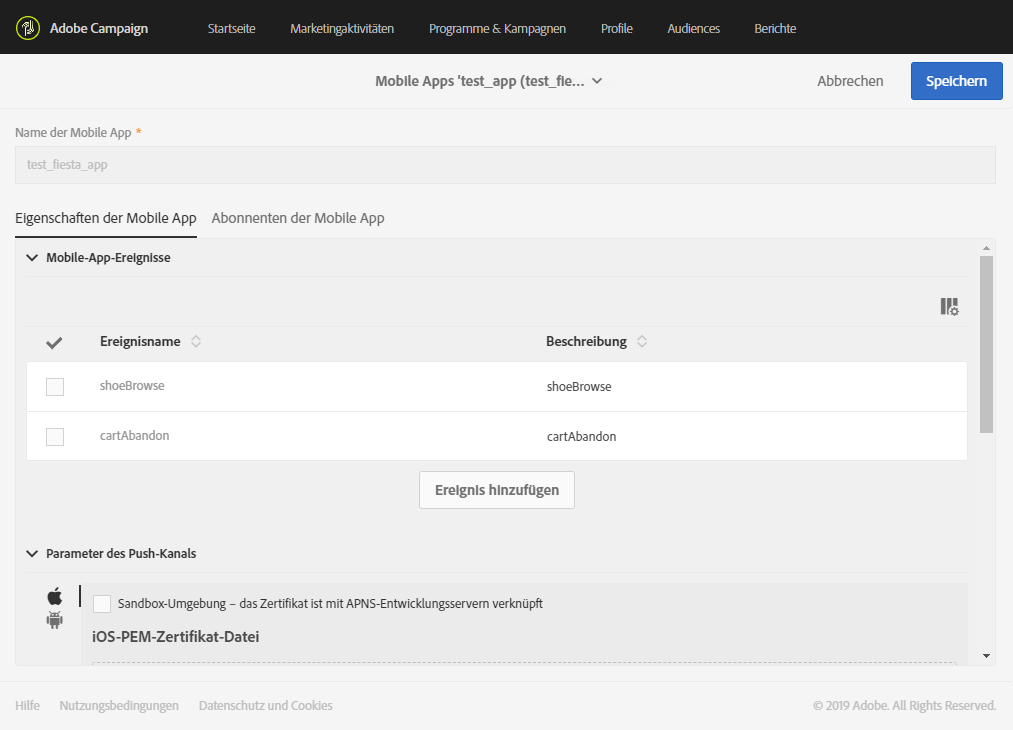 Adobe Campaign Startseite Marketingaktivitäten Programme & Kampagnen Profile Audiences Berichte
Mobile Apps 'test_app (test_fie... Abbrechen Speichern
Name der Mobile App *
test_fiesta_app
Eigenschaften der Mobile App Abonnenten der Mobile App
Mobile-App-Ereignisse
Ereignisname Beschreibung
shoeBrowse shoeBrowse
cartAbandon cartAbandon
Ereignis hinzufügen
Parameter des Push-Kanals
Sandbox-Umgebung – das Zertifikat ist mit APNS-Entwicklungsservern verknüpft
iOS-PEM-Zertifikat-Datei
Hilfe Nutzungsbedingungen Datenschutz und Cookies © 2019 Adobe. All Rights Reserved.